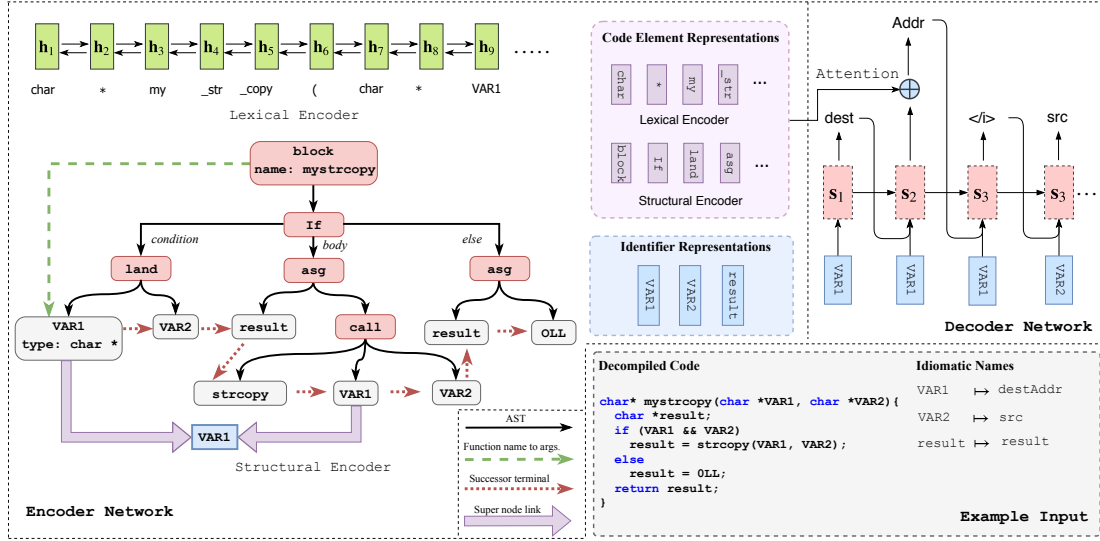 h1 h2 h3 h4 h5 h6 h7 h8 h9 .....
char * my _str _copy ( char * VAR1
Lexical Encoder
block
name: mystrcopy
If
condition body else
land asg asg
VAR1
type: char *
VAR2 result call result OLL
strcopy VAR1 VAR2
VAR1
Structural Encoder
Encoder Network
AST
Function name to args.
Successor terminal
Super node link
Code Element Representations
char * my _str ...
Lexical Encoder
block If land asg ...
Structural Encoder
Identifier Representations
VAR1 VAR2 result
Addr
Attention
dest </i> src
s1 s2 s3 s3 ...
VAR1 VAR1 VAR1 VAR2
Decoder Network
Decompiled Code
char* mystrcopy(char *VAR1, char *VAR2){
char *result;
if (VAR1 && VAR2)
result = strcopy(VAR1, VAR2);
else
result = 0LL;
return result;
}
Idiomatic Names
VAR1 ↦ destAddr
VAR2 ↦ src
result ↦ result
Example Input